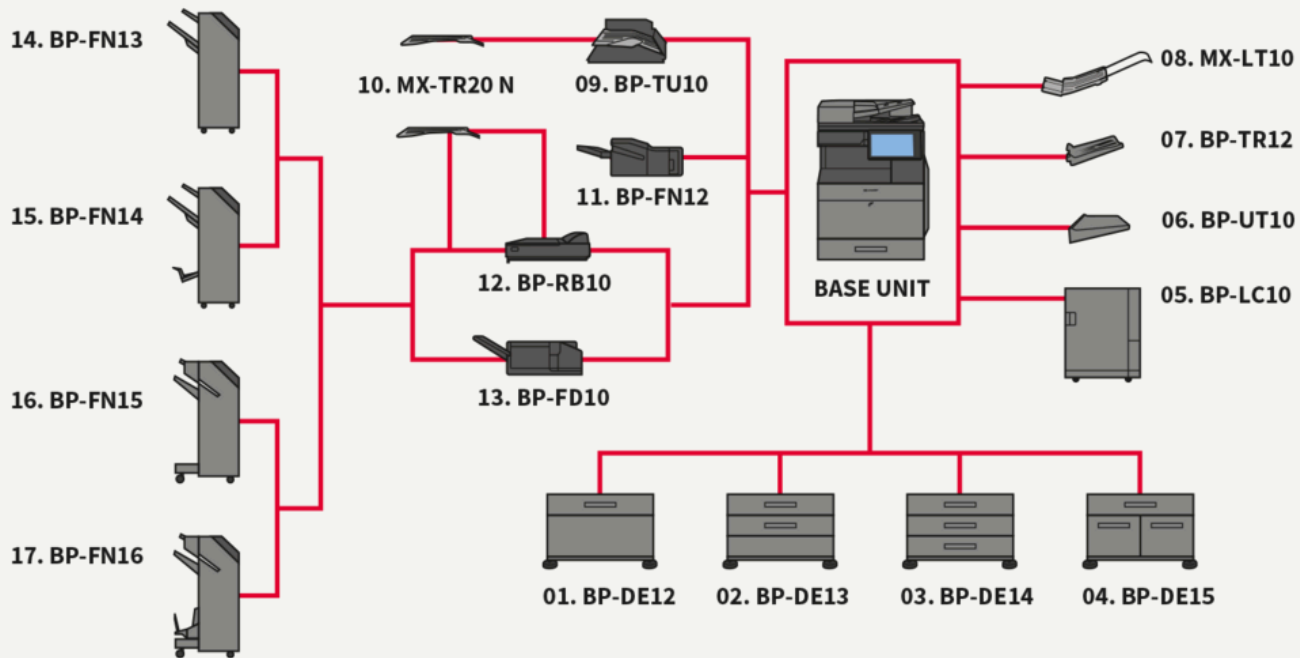 14. BP-FN13
10. MX-TR20 N
09. BP-TU10
08. MX-LT10
07. BP-TR12
15. BP-FN14
11. BP-FN12
06. BP-UT10
12. BP-RB10
BASE UNIT
05. BP-LC10
16. BP-FN15
13. BP-FD10
17. BP-FN16
01. BP-DE12
02. BP-DE13
03. BP-DE14
04. BP-DE15